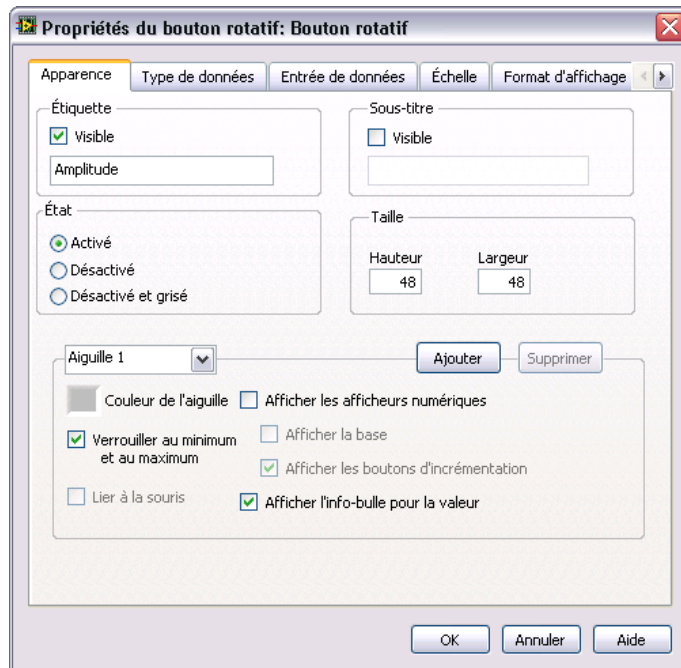 Propriétés du bouton rotatif: Bouton rotatif
Apparence Type de données Entrée de données Échelle Format d'affichage
Étiquette
Visible
Amplitude
Sous-titre
Visible
État
Activé
Désactivé
Désactivé et grisé
Taille
Hauteur Largeur
48 48
Aiguille 1 Ajouter Supprimer
Couleur de l'aiguille
Afficher les afficheurs numériques
Verrouiller au minimum
et au maximum
Afficher la base
Afficher les boutons d'incrémentation
Lier à la souris
Afficher l'info-bulle pour la valeur
OK Annuler Aide